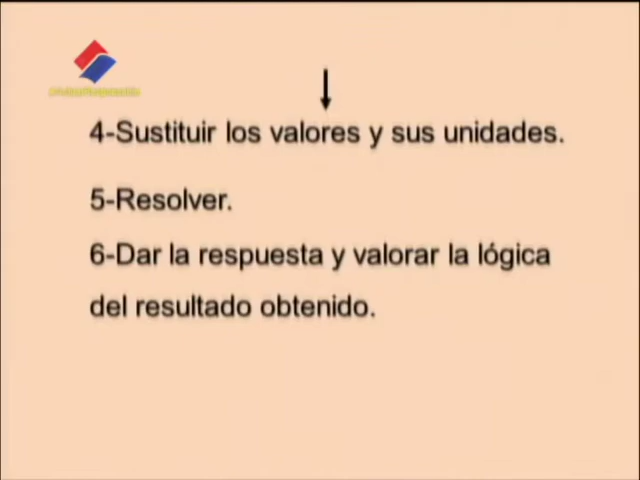 4-Sustituir los valores y sus unidades.
5-Resolver.
6-Dar la respuesta y valorar la lógica
del resultado obtenido.